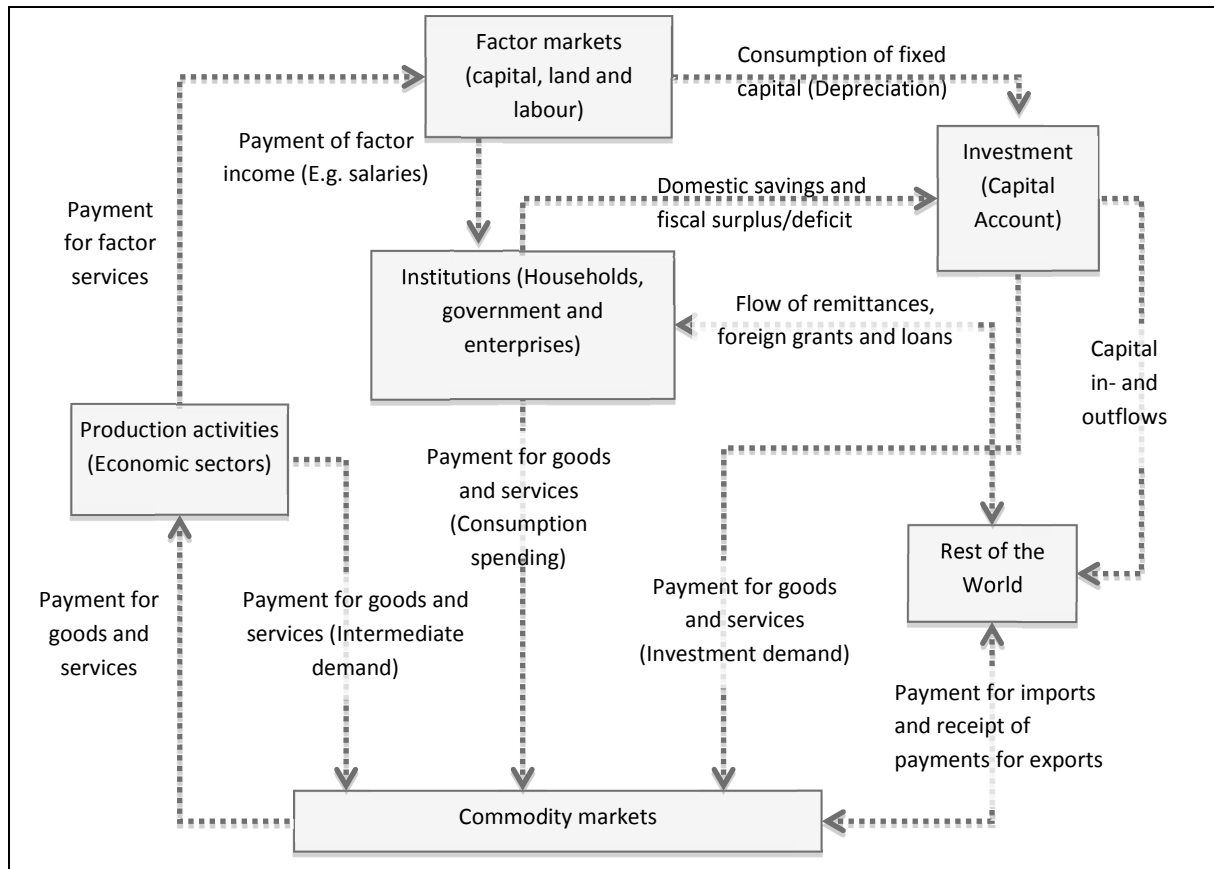 Factor markets
(capital, land and
labour)
Consumption of fixed
capital (Depreciation)
Payment of factor
income (E.g. salaries)
Investment
(Capital
Account)
Domestic savings and
fiscal surplus/deficit
Payment
for factor
services
Institutions (Households,
government and
enterprises)
Flow of remittances,
foreign grants and loans
Capital
in- and
outflows
Production activities
(Economic sectors)
Payment for goods
and services
(Consumption
spending)
Rest of the
World
Payment for
goods and
services
Payment for goods and
services (Intermediate
demand)
Payment for goods
and services
(Investment demand)
Payment for imports
and receipt of
payments for exports
Commodity markets